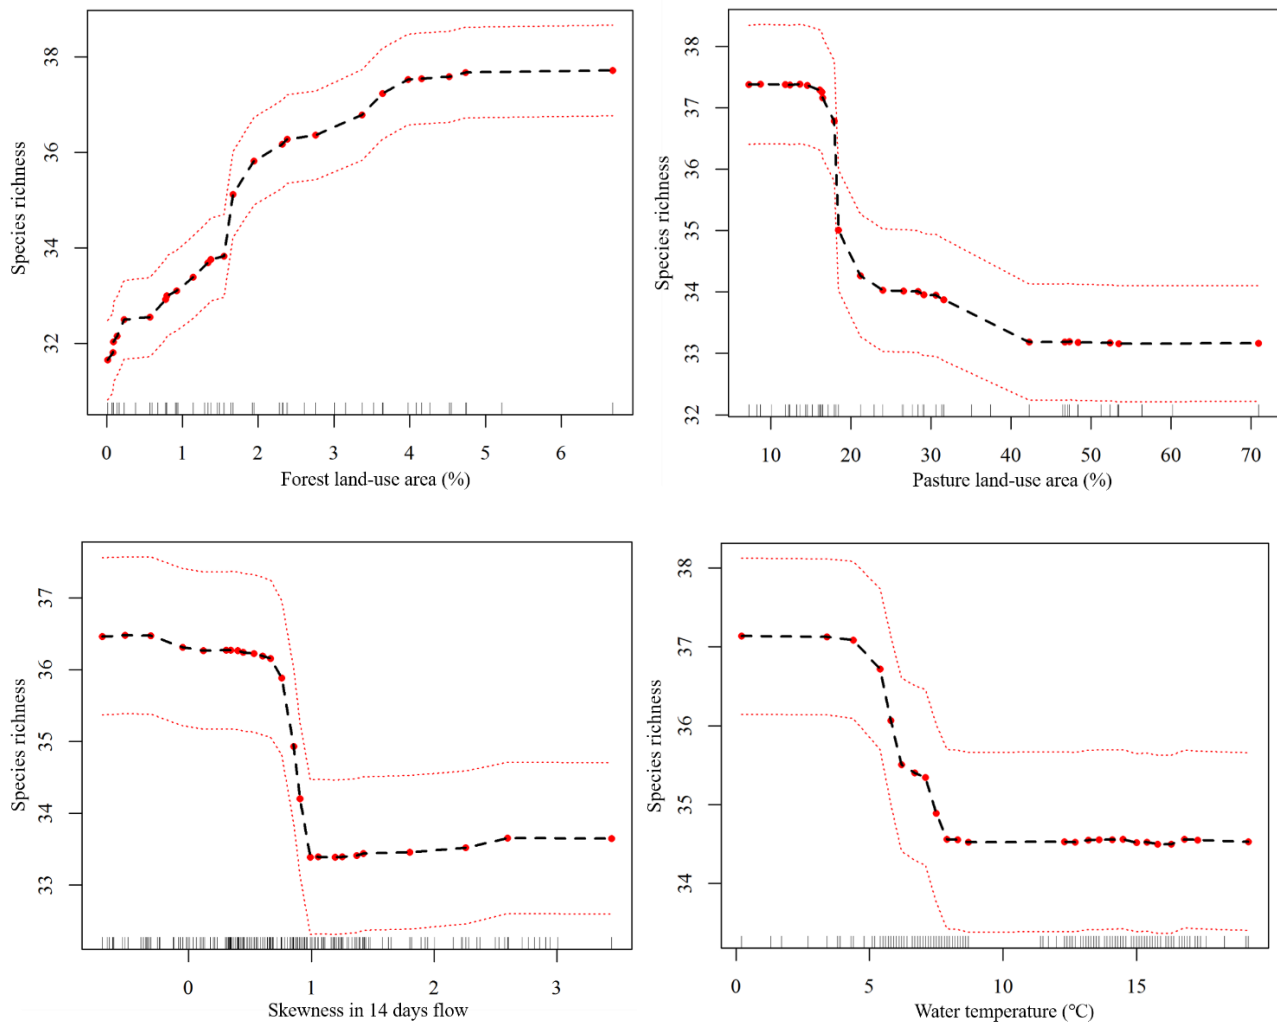 Species richness
38
36
34
32
0 1 2 3 4 5 6
Forest land-use area (%)
Species richness
38
37
36
35
34
33
32
10 20 30 40 50 60 70
Pasture land-use area (%)
Species richness
37
36
35
34
33
0 1 2 3
Skewness in 14 days flow
Species richness
38
37
36
35
34
0 5 10 15
Water temperature (°C)